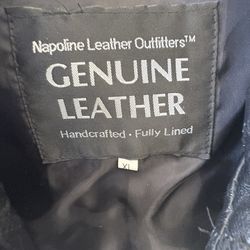 Napoline Leather Outfitters™
GENUINE
LEATHER
Handcrafted • Fully Lined
XL